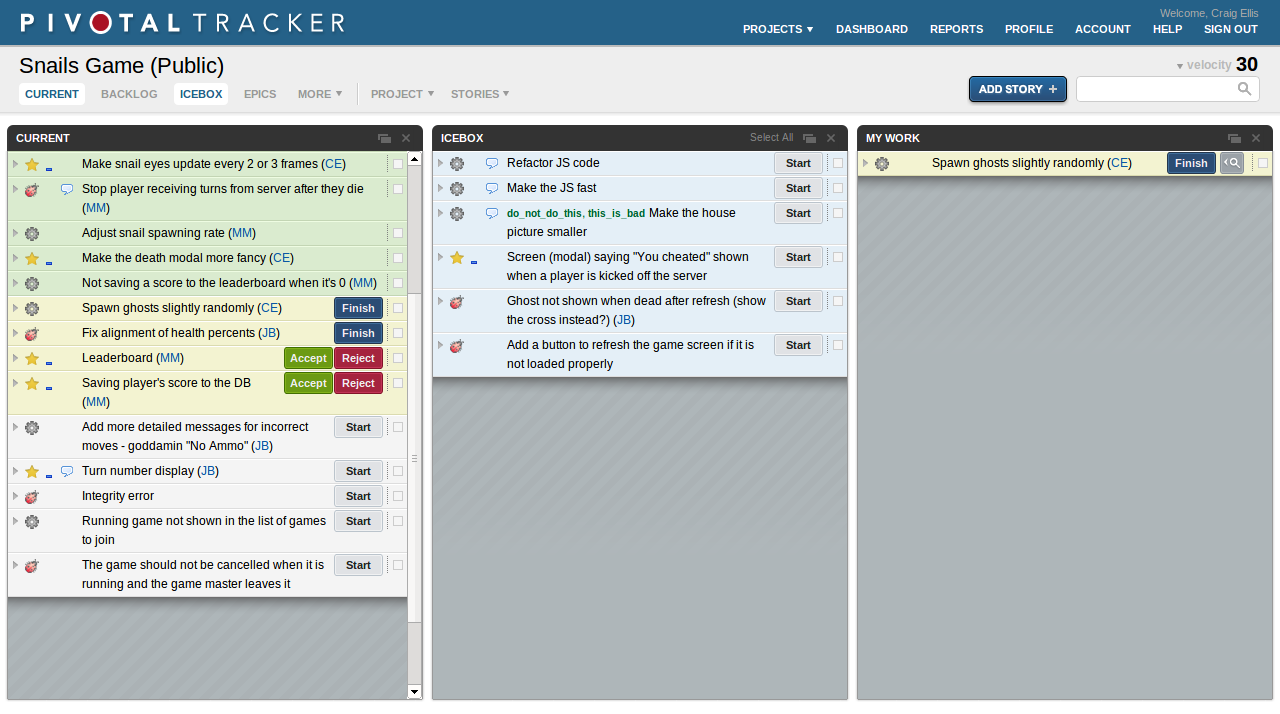 PIVOTAL TRACKER
Welcome, Craig Ellis
PROJECTS DASHBOARD REPORTS PROFILE ACCOUNT HELP SIGN OUT
Snails Game (Public)
velocity 30
CURRENT BACKLOG ICEBOX EPICS MORE PROJECT STORIES
ADD STORY +
CURRENT
Make snail eyes update every 2 or 3 frames (CE)
Stop player receiving turns from server after they die
(MM)
Adjust snail spawning rate (MM)
Make the death modal more fancy (CE)
Not saving a score to the leaderboard when it's 0 (MM)
Spawn ghosts slightly randomly (CE) Finish
Fix alignment of health percents (JB) Finish
Leaderboard (MM) Accept Reject
Saving player's score to the DB Accept Reject
(MM)
Add more detailed messages for incorrect Start
moves - goddamin "No Ammo" (JB)
Turn number display (JB) Start
Integrity error Start
Running game not shown in the list of games Start
to join
The game should not be cancelled when it is Start
running and the game master leaves it
ICEBOX Select All
Refactor JS code Start
Make the JS fast Start
do_not_do_this, this_is_bad Make the house Start
picture smaller
Screen (modal) saying "You cheated" shown Start
when a player is kicked off the server
Ghost not shown when dead after refresh (show Start
the cross instead?) (JB)
Add a button to refresh the game screen if it is Start
not loaded properly
MY WORK
Spawn ghosts slightly randomly (CE) Finish